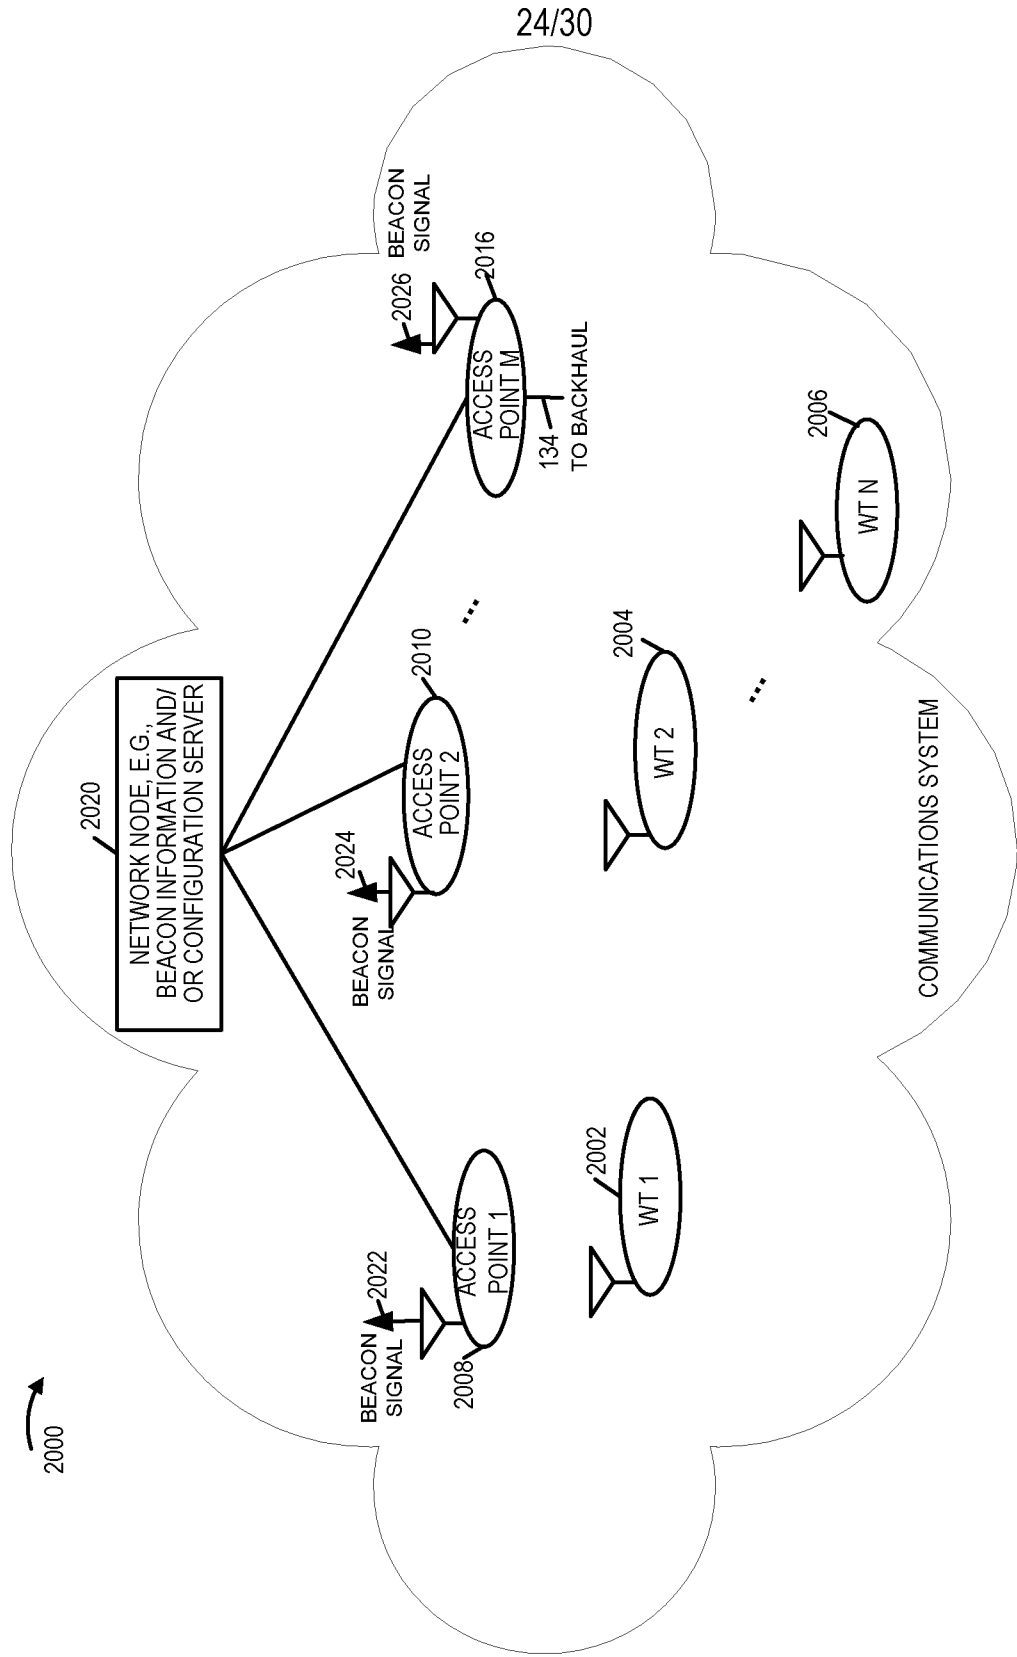 24/30
2000
2020
NETWORK NODE, E.G.,
BEACON INFORMATION AND/
OR CONFIGURATION SERVER
BEACON
SIGNAL
2022
2008
ACCESS
POINT 1
BEACON
SIGNAL
2024
ACCESS
POINT 2
2010
...
2026
BEACON
SIGNAL
2016
ACCESS
POINT M
134
TO BACKHAUL
2002
WT 1
2004
WT 2
...
2006
WT N
COMMUNICATIONS SYSTEM